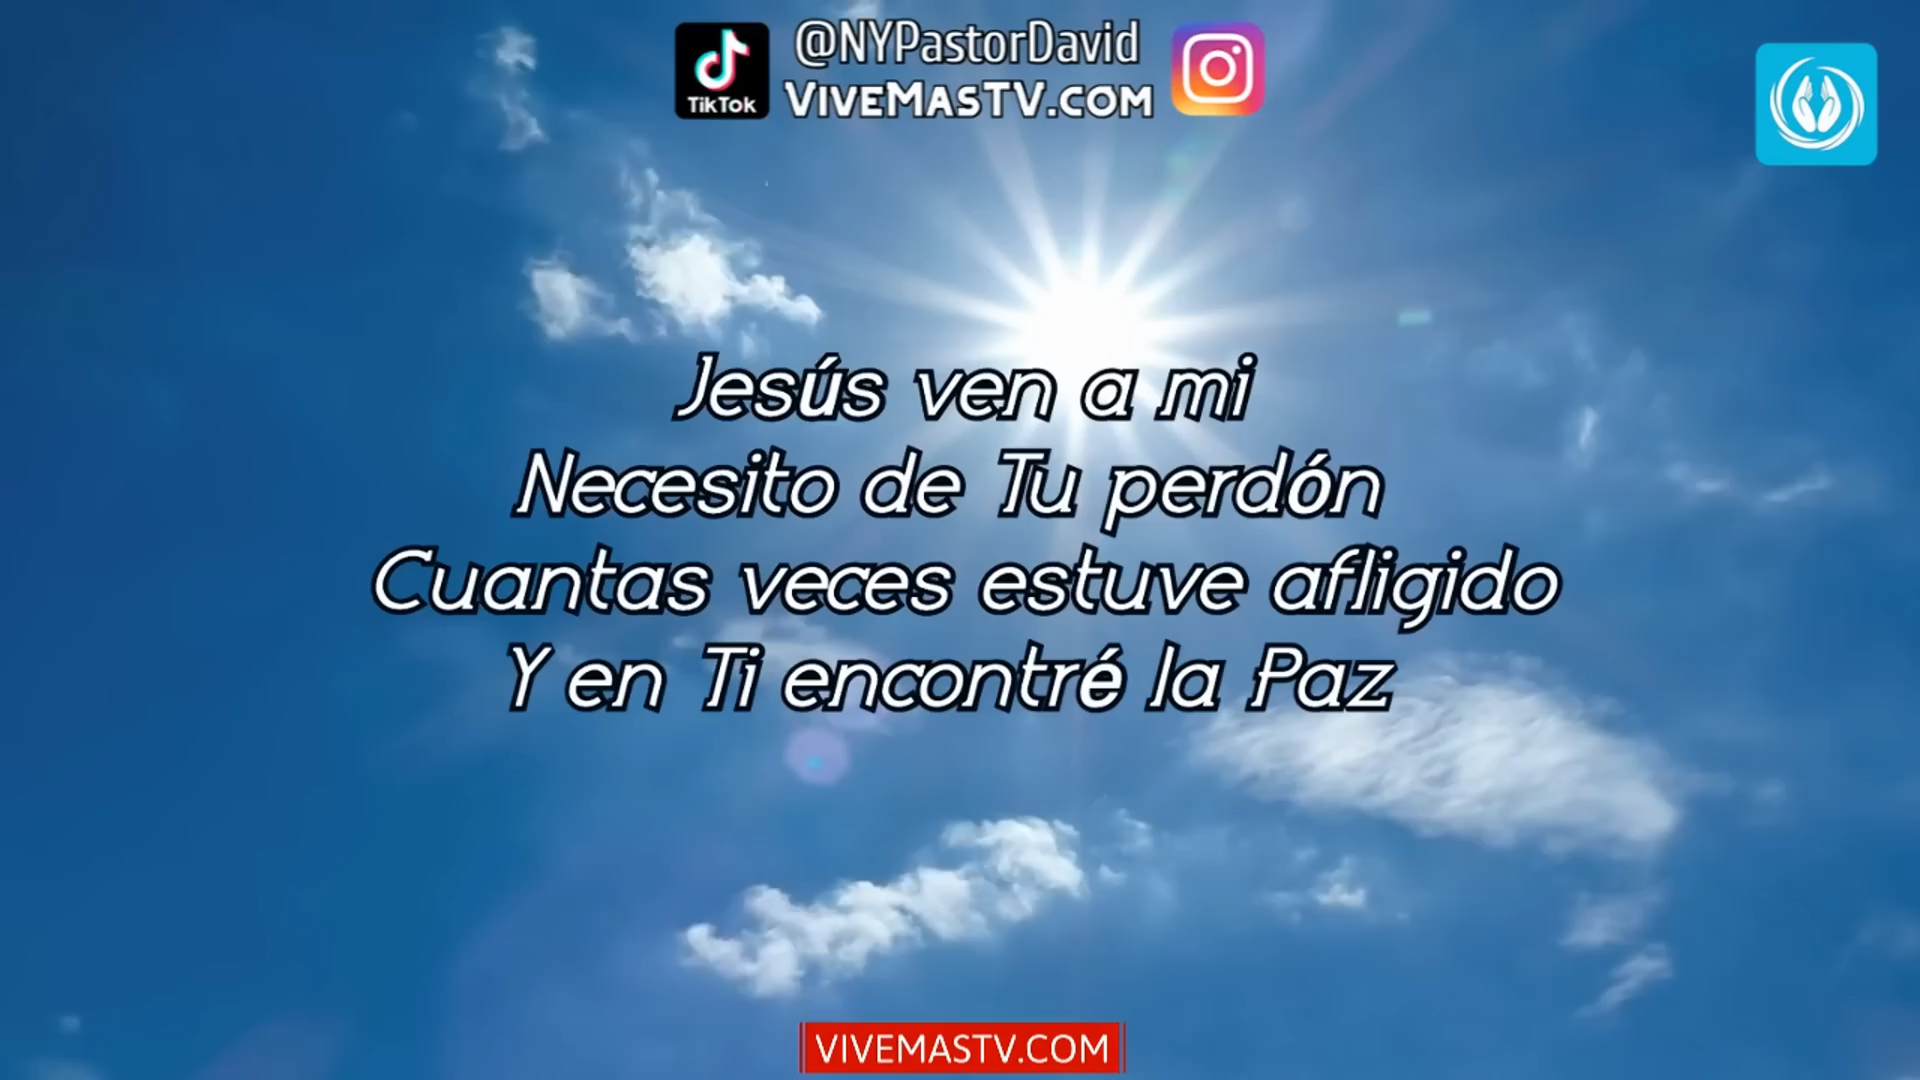 TikTok
@NYPastorDavid
VIVEMASTV.COM
Jesús ven a mi
Necesito de Tu perdón
Cuantas veces estuve afligido
Y en Ti encontré la Paz
VIVEMASTV.COM